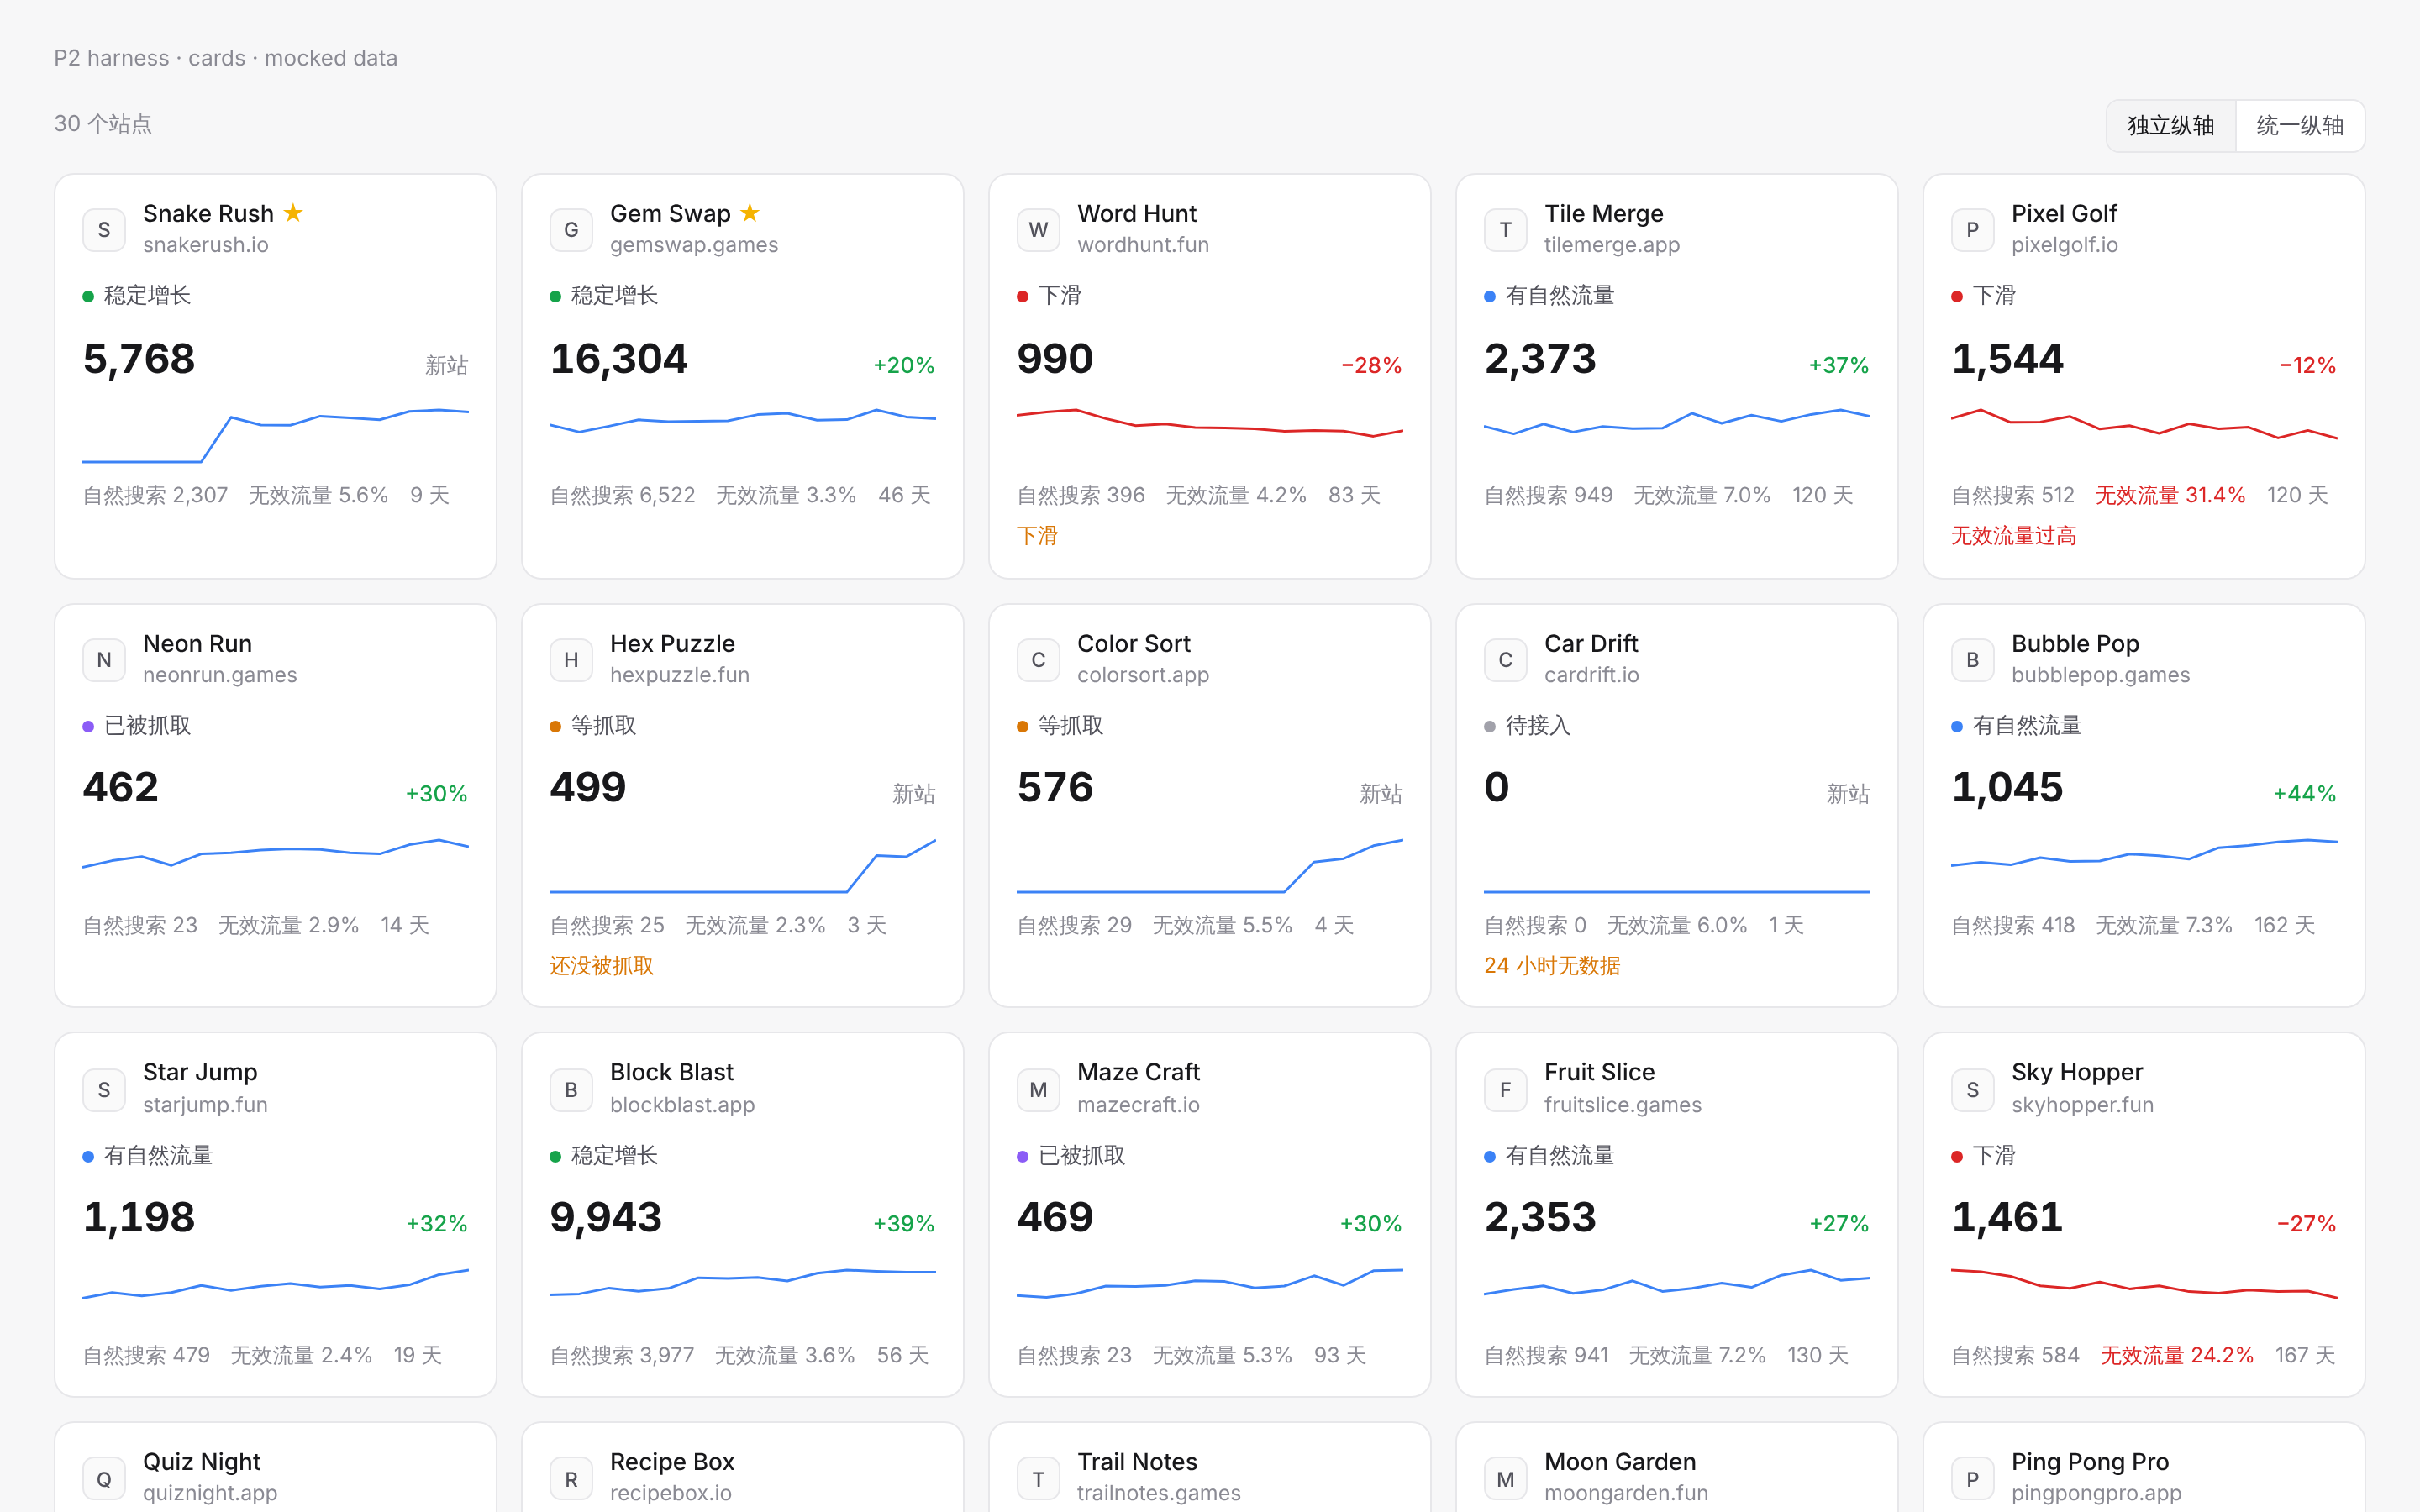 P2 harness · cards · mocked data
30 个站点
独立纵轴 统一纵轴
S
Snake Rush ★
snakerush.io
稳定增长
5,768 新站
自然搜索 2,307 无效流量 5.6% 9 天
G
Gem Swap ★
gemswap.games
稳定增长
16,304 +20%
自然搜索 6,522 无效流量 3.3% 46 天
W
Word Hunt
wordhunt.fun
下滑
990 −28%
自然搜索 396 无效流量 4.2% 83 天
下滑
T
Tile Merge
tilemerge.app
有自然流量
2,373 +37%
自然搜索 949 无效流量 7.0% 120 天
P
Pixel Golf
pixelgolf.io
下滑
1,544 −12%
自然搜索 512 无效流量 31.4% 120 天
无效流量过高
N
Neon Run
neonrun.games
已被抓取
462 +30%
自然搜索 23 无效流量 2.9% 14 天
H
Hex Puzzle
hexpuzzle.fun
等抓取
499 新站
自然搜索 25 无效流量 2.3% 3 天
还没被抓取
C
Color Sort
colorsort.app
等抓取
576 新站
自然搜索 29 无效流量 5.5% 4 天
C
Car Drift
cardrift.io
待接入
0 新站
自然搜索 0 无效流量 6.0% 1 天
24 小时无数据
B
Bubble Pop
bubblepop.games
有自然流量
1,045 +44%
自然搜索 418 无效流量 7.3% 162 天
S
Star Jump
starjump.fun
有自然流量
1,198 +32%
自然搜索 479 无效流量 2.4% 19 天
B
Block Blast
blockblast.app
稳定增长
9,943 +39%
自然搜索 3,977 无效流量 3.6% 56 天
M
Maze Craft
mazecraft.io
已被抓取
469 +30%
自然搜索 23 无效流量 5.3% 93 天
F
Fruit Slice
fruitslice.games
有自然流量
2,353 +27%
自然搜索 941 无效流量 7.2% 130 天
S
Sky Hopper
skyhopper.fun
下滑
1,461 −27%
自然搜索 584 无效流量 24.2% 167 天
Q
Quiz Night
quiznight.app
R
Recipe Box
recipebox.io
T
Trail Notes
trailnotes.games
M
Moon Garden
moongarden.fun
P
Ping Pong Pro
pingpongpro.app